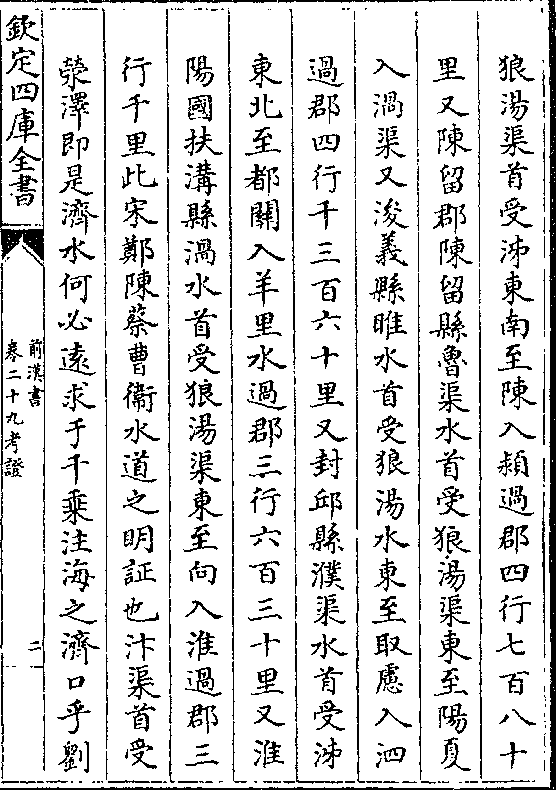 狼湯渠首受泲東南至陳入潁過郡四行七百八十
里又陳留郡陳留縣魯渠水首受狼湯渠東至陽夏
入渦渠又浚義縣睢水首受狼湯水東至取慮入泗
過郡四行千三百六十里又封邱縣濮渠水首受泲
東北至都關入羊里水過郡三行六百三十里又淮
陽國扶溝縣渦水首受狼湯渠東至向入淮過郡三
行千里此宋鄭陳蔡曹衞水道之明証也汴渠首受
滎澤即是濟水何必遠求于千乘注海之濟口乎劉
欽定四庫全書
前漢書
卷二十九考證
二